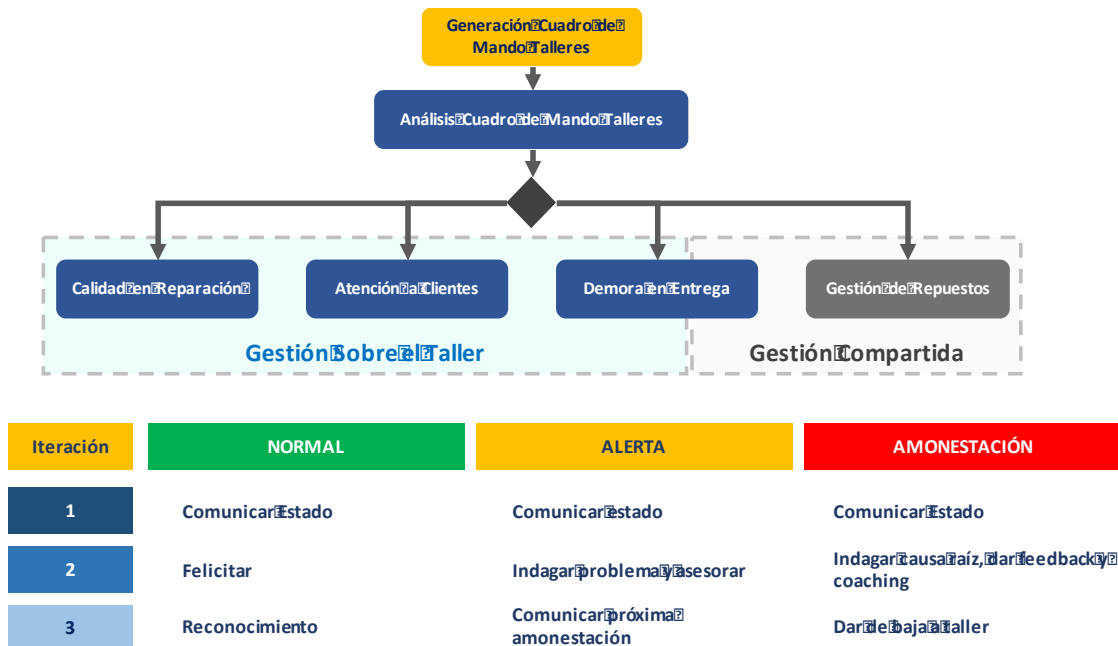 Generación Cuadro de
Mando Talleres
Análisis Cuadro de Mando Talleres
Calidad en Reparación
Atención a Clientes
Demora en Entrega
Gestión de Repuestos
Gestión Sobre el Taller
Gestión Compartida
Iteración
NORMAL
ALERTA
AMONESTACIÓN
1
Comunicar Estado
Comunicar estado
Comunicar Estado
2
Felicitar
Indagar problema y asesorar
Indagar causa raíz, dar feedback y
coaching
3
Reconocimiento
Comunicar próxima
amonestación
Dar de baja a taller